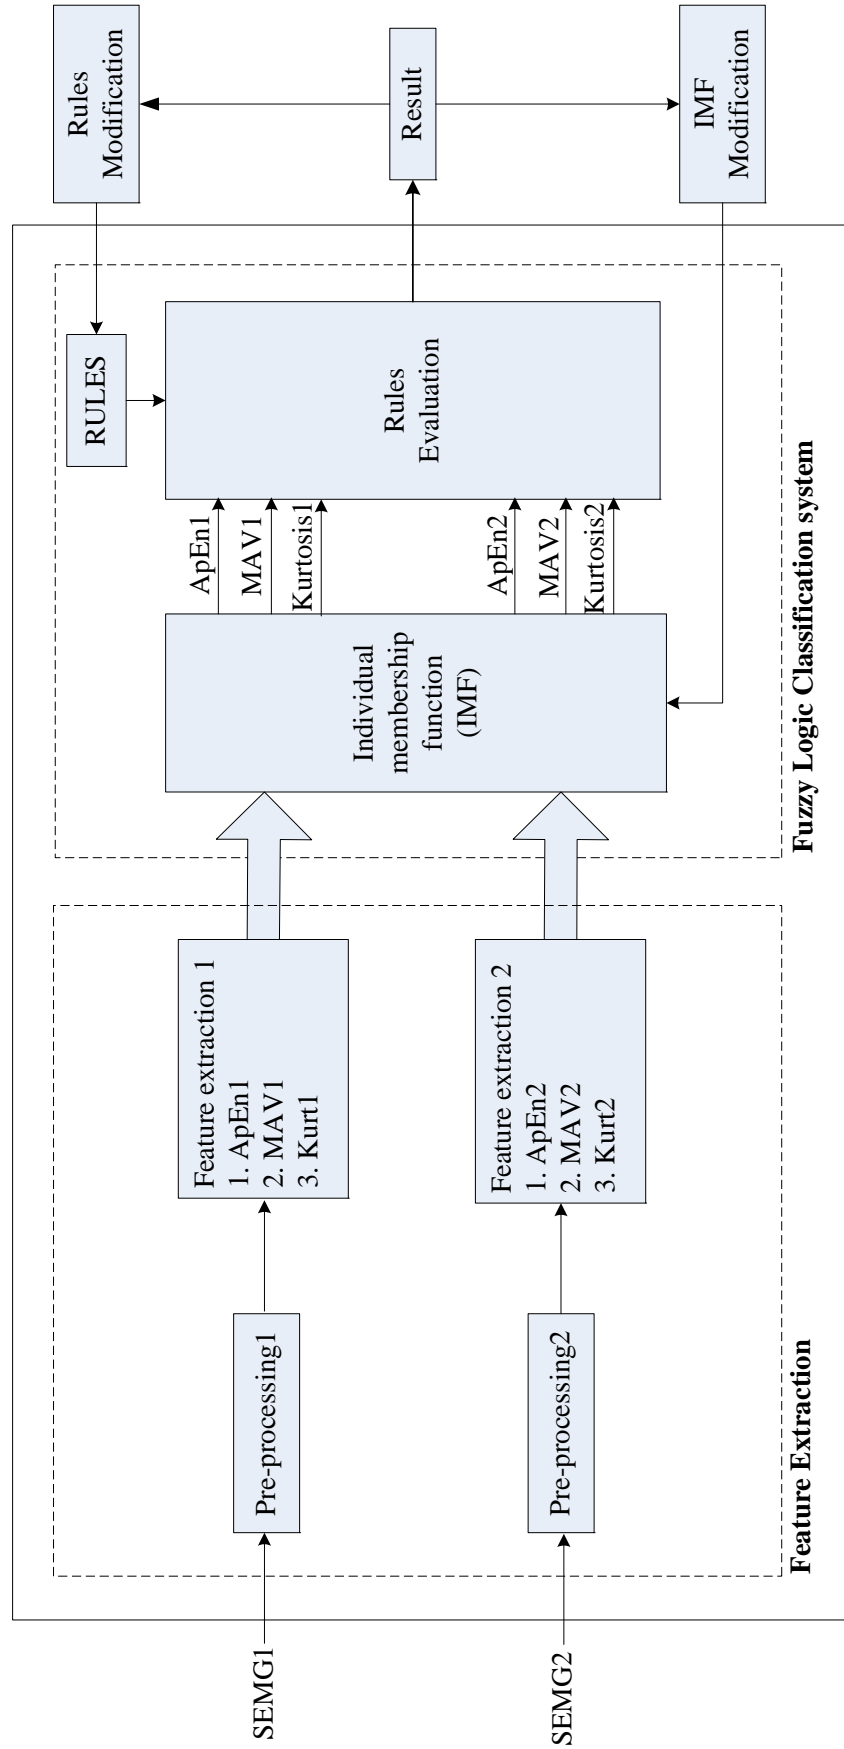 SEMG1
SEMG2
Pre-processing1
Pre-processing2
Feature extraction 1
1. ApEn1
2. MAV1
3. Kurt1
Feature extraction 2
1. ApEn2
2. MAV2
3. Kurt2
Feature Extraction
Individual
membership
function
(IMF)
ApEn1
MAV1
Kurtosis1
ApEn2
MAV2
Kurtosis2
RULES
Rules
Evaluation
Fuzzy Logic Classification system
Rules
Modification
Result
IMF
Modification